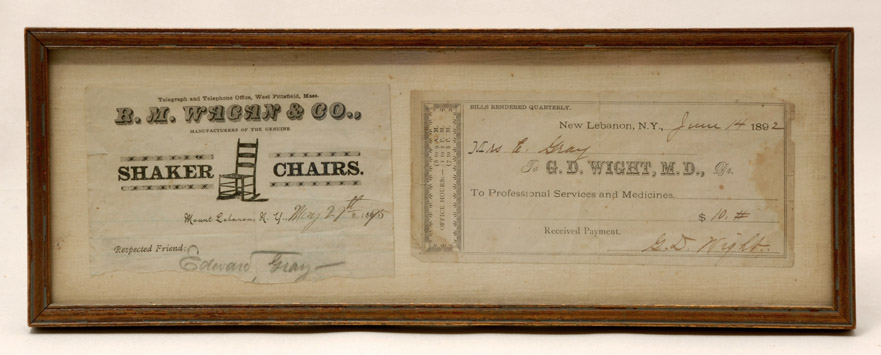 Telegraph and Telephone Office, West Pittsfield, Mass.
R. M. WAGAN & CO.,
MANUFACTURERS OF THE GENUINE
SHAKER CHAIRS.
Mount Lebanon, N. Y., May 27th
Respected Friend:
Edward Gray
BILLS RENDERED QUARTERLY.
OFFICE HOURS:
New Lebanon, N.Y., June 14 1892
Mrs E. Gray
To G. D. WIGHT, M.D., Dr.
To Professional Services and Medicines,
$ 10. #
Received Payment,
G. D. Wight.